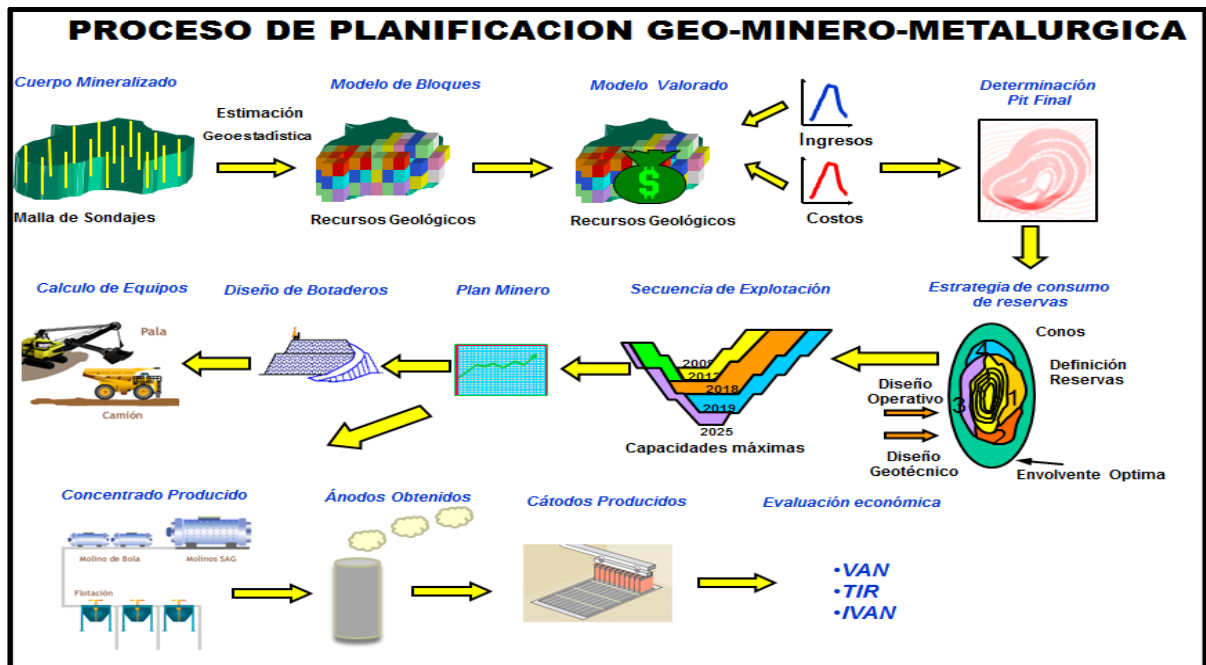 PROCESO DE PLANIFICACION GEO-MINERO-METALURGICA
Cuerpo Mineralizado
Malla de Sondajes
Estimación
Geoestadística
Modelo de Bloques
Recursos Geológicos
Modelo Valorado
$
Recursos Geológicos
Ingresos
Costos
Determinación
Pit Final
Estrategia de consumo
de reservas
Conos
Definición
Reservas
4
1
3
2
Diseño
Operativo
Diseño
Geotécnico
Envolvente Optima
Secuencia de Explotación
2009
2012
2018
2019
2025
Capacidades máximas
Plan Minero
Diseño de Botaderos
Calculo de Equipos
Pala
Camión
Concentrado Producido
Molino de Bola
Molinos SAG
Flotación
Ánodos Obtenidos
Cátodos Producidos
Evaluación económica
•VAN
•TIR
•IVAN